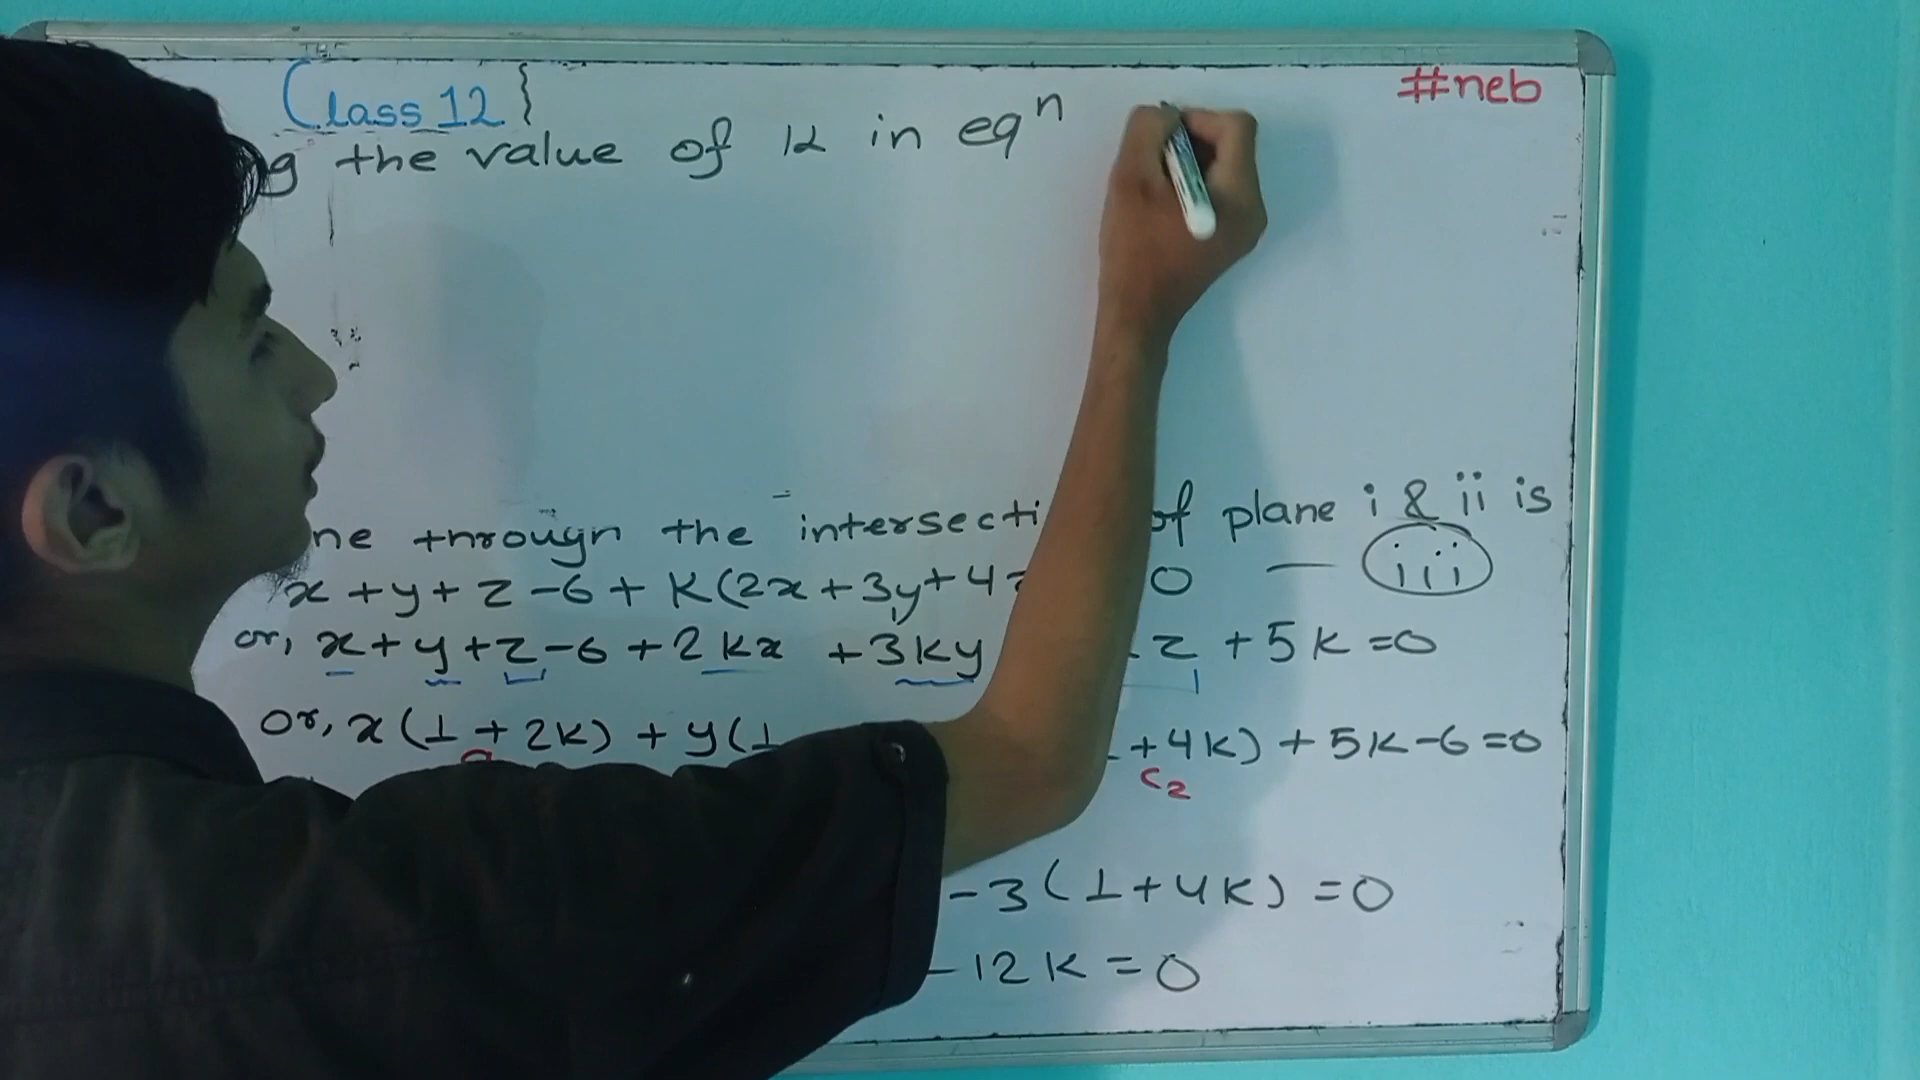 Class 12}
#neb
the value of k in eqⁿ
through the intersecti of plane i & ii is
x + y + z - 6 + K(2x + 3y + 4z 0 — iii
or, x + y + z - 6 + 2kx + 3ky z + 5k = 0
or, x(1 + 2k) + y(1 + 4k) + 5k - 6 = 0
c₂
- 3(1 + 4k) = 0
- 12k = 0